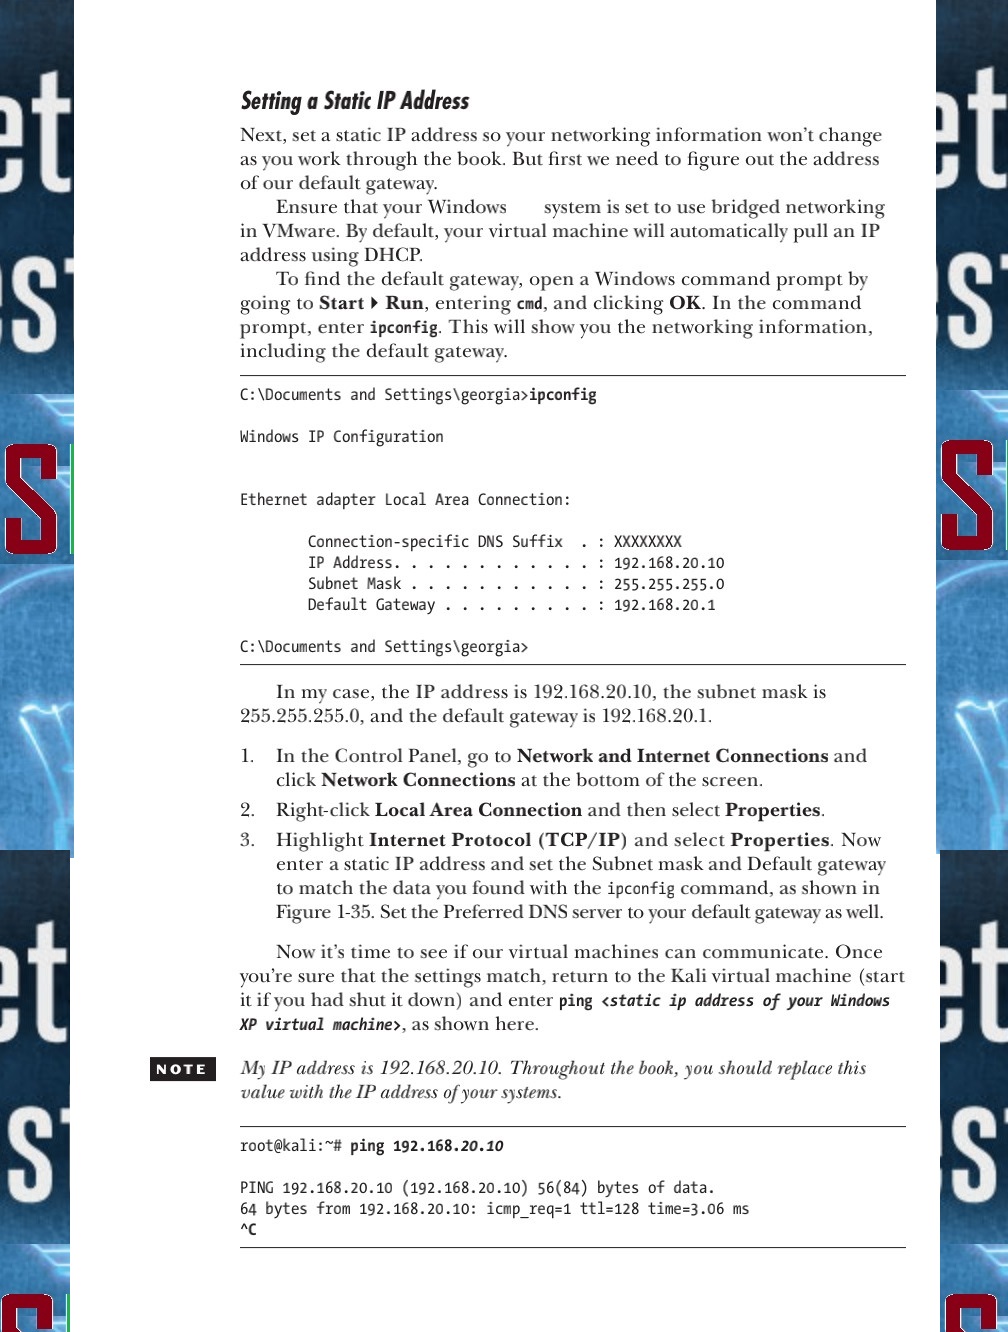 Setting a Static IP Address
Next, set a static IP address so your networking information won't change
as you work through the book. But first we need to figure out the address
of our default gateway.
Ensure that your Windows system is set to use bridged networking
in VMware. By default, your virtual machine will automatically pull an IP
address using DHCP.
To find the default gateway, open a Windows command prompt by
going to Start ▸ Run, entering cmd, and clicking OK. In the command
prompt, enter ipconfig. This will show you the networking information,
including the default gateway.
C:\Documents and Settings\georgia>ipconfig
Windows IP Configuration
Ethernet adapter Local Area Connection:
Connection-specific DNS Suffix . : XXXXXXXX
IP Address. . . . . . . . . . . . : 192.168.20.10
Subnet Mask . . . . . . . . . . . : 255.255.255.0
Default Gateway . . . . . . . . . : 192.168.20.1
C:\Documents and Settings\georgia>
In my case, the IP address is 192.168.20.10, the subnet mask is
255.255.255.0, and the default gateway is 192.168.20.1.
1. In the Control Panel, go to Network and Internet Connections and
click Network Connections at the bottom of the screen.
2. Right-click Local Area Connection and then select Properties.
3. Highlight Internet Protocol (TCP/IP) and select Properties. Now
enter a static IP address and set the Subnet mask and Default gateway
to match the data you found with the ipconfig command, as shown in
Figure 1-35. Set the Preferred DNS server to your default gateway as well.
Now it's time to see if our virtual machines can communicate. Once
you're sure that the settings match, return to the Kali virtual machine (start
it if you had shut it down) and enter ping <static ip address of your Windows
XP virtual machine>, as shown here.
NOTE My IP address is 192.168.20.10. Throughout the book, you should replace this
value with the IP address of your systems.
root@kali:~# ping 192.168.20.10
PING 192.168.20.10 (192.168.20.10) 56(84) bytes of data.
64 bytes from 192.168.20.10: icmp_req=1 ttl=128 time=3.06 ms
^C